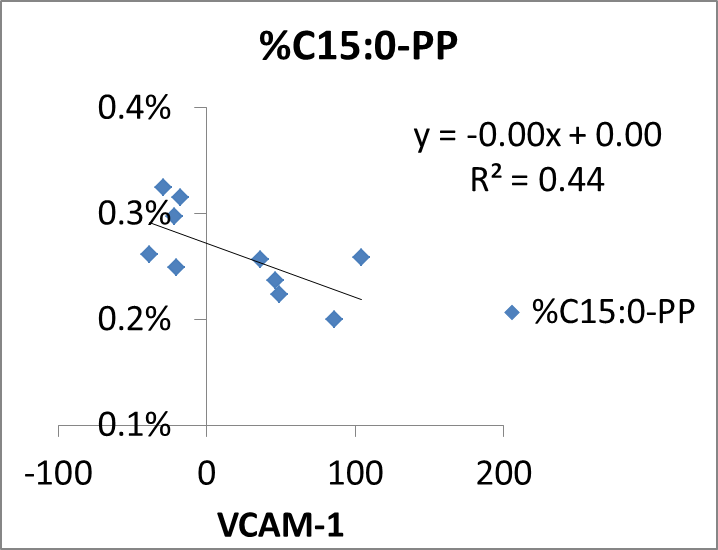 %C15:0-PP
0.4%
y = -0.00x + 0.00
R² = 0.44
0.3%
0.2%
%C15:0-PP
0.1%
-100 0 100 200
VCAM-1